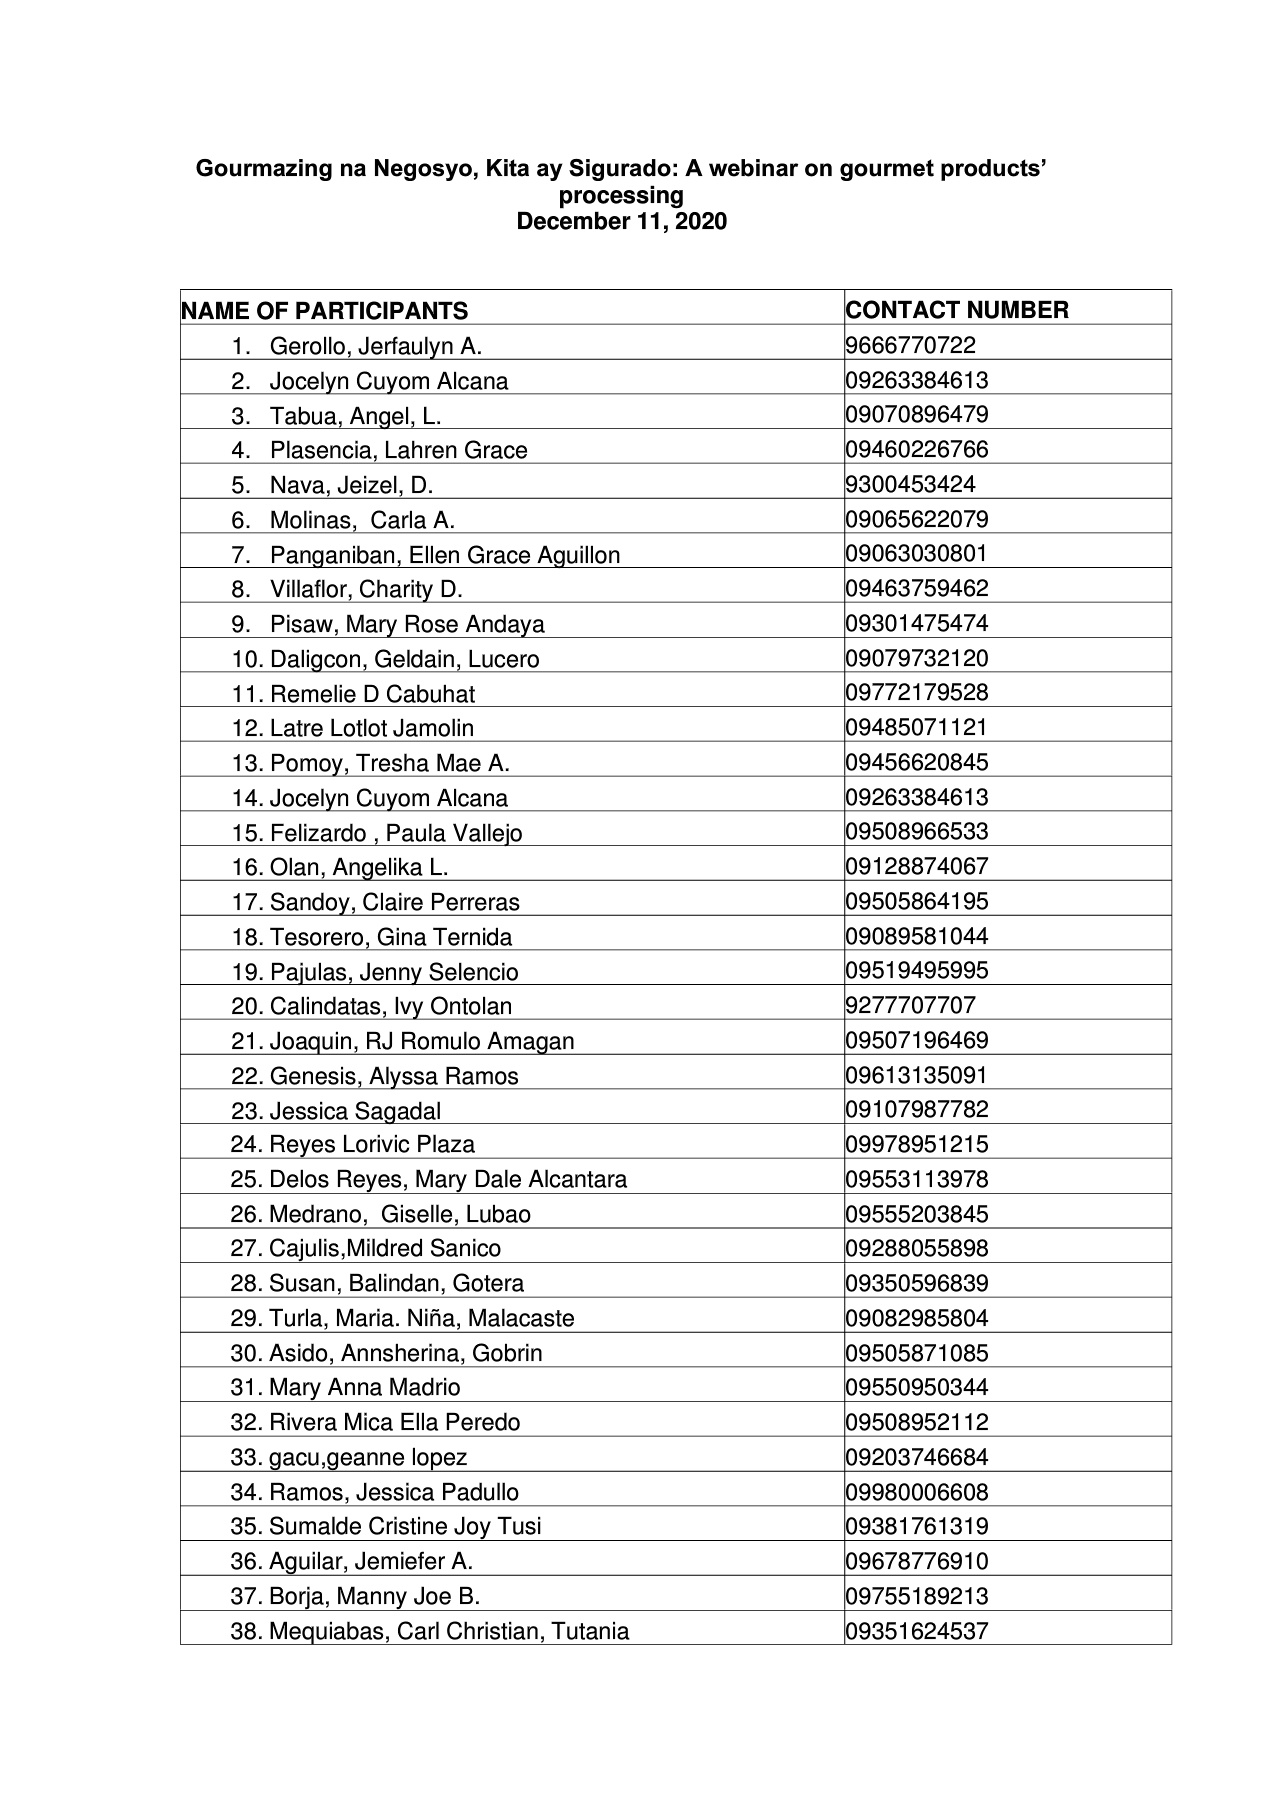 Gourmazing na Negosyo, Kita ay Sigurado: A webinar on gourmet products’
processing
December 11, 2020
NAME OF PARTICIPANTS CONTACT NUMBER
1. Gerollo, Jerfaulyn A. 9666770722
2. Jocelyn Cuyom Alcana 09263384613
3. Tabua, Angel, L. 09070896479
4. Plasencia, Lahren Grace 09460226766
5. Nava, Jeizel, D. 9300453424
6. Molinas,  Carla A. 09065622079
7. Panganiban, Ellen Grace Aguillon 09063030801
8. Villaflor, Charity D. 09463759462
9. Pisaw, Mary Rose Andaya 09301475474
10. Daligcon, Geldain, Lucero 09079732120
11. Remelie D Cabuhat 09772179528
12. Latre Lotlot Jamolin 09485071121
13. Pomoy, Tresha Mae A. 09456620845
14. Jocelyn Cuyom Alcana 09263384613
15. Felizardo , Paula Vallejo 09508966533
16. Olan, Angelika L. 09128874067
17. Sandoy, Claire Perreras 09505864195
18. Tesorero, Gina Ternida 09089581044
19. Pajulas, Jenny Selencio 09519495995
20. Calindatas, Ivy Ontolan 9277707707
21. Joaquin, RJ Romulo Amagan 09507196469
22. Genesis, Alyssa Ramos 09613135091
23. Jessica Sagadal 09107987782
24. Reyes Lorivic Plaza 09978951215
25. Delos Reyes, Mary Dale Alcantara 09553113978
26. Medrano,  Giselle, Lubao 09555203845
27. Cajulis,Mildred Sanico 09288055898
28. Susan, Balindan, Gotera 09350596839
29. Turla, Maria. Niña, Malacaste 09082985804
30. Asido, Annsherina, Gobrin 09505871085
31. Mary Anna Madrio 09550950344
32. Rivera Mica Ella Peredo 09508952112
33. gacu,geanne lopez 09203746684
34. Ramos, Jessica Padullo 09980006608
35. Sumalde Cristine Joy Tusi 09381761319
36. Aguilar, Jemiefer A. 09678776910
37. Borja, Manny Joe B. 09755189213
38. Mequiabas, Carl Christian, Tutania 09351624537